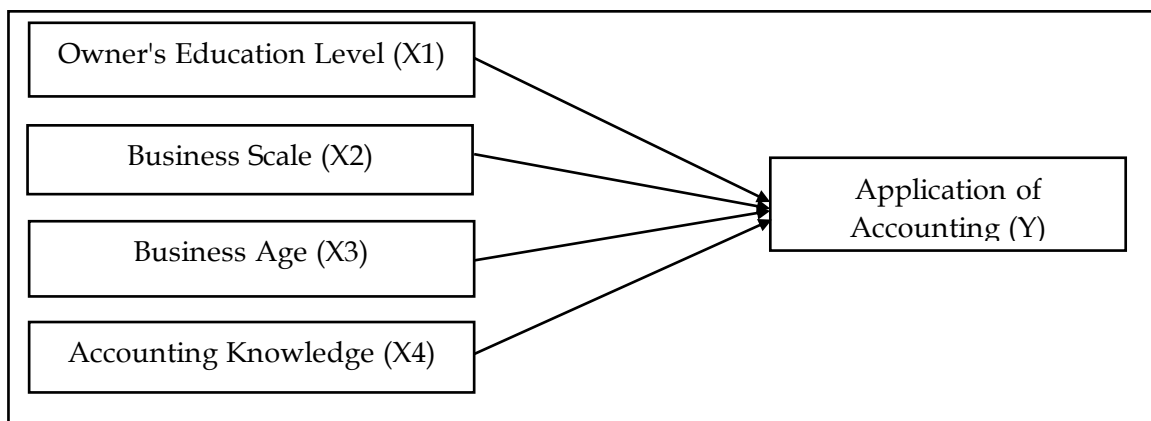 Owner's Education Level (X1)
Business Scale (X2)
Business Age (X3)
Accounting Knowledge (X4)
Application of
Accounting (Y)